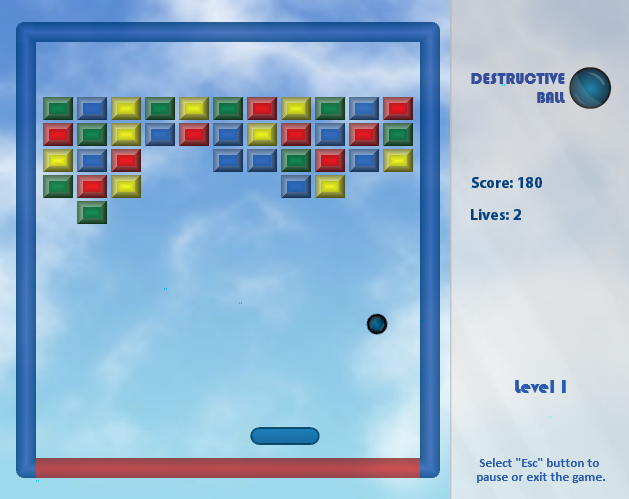 DESTRUCTIVE
BALL
Score: 180
Lives: 2
Level 1
Select "Esc" button to
pause or exit the game.